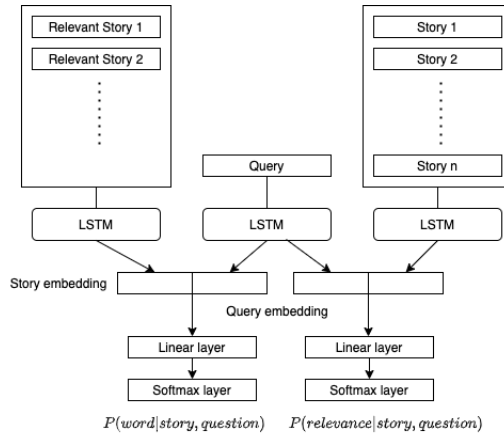 Relevant Story 1
Relevant Story 2
Story 1
Story 2
Story n
Query
LSTM
LSTM
LSTM
Story embedding
Query embedding
Linear layer
Linear layer
Softmax layer
Softmax layer
P(word|story, question)
P(relevance|story, question)